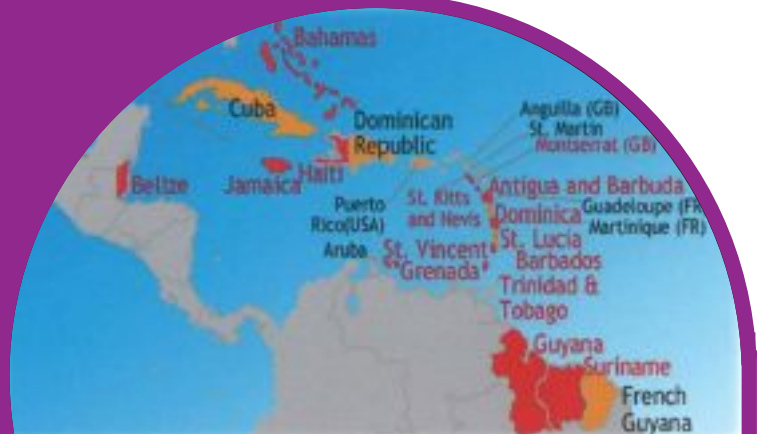 Bahamas
Cuba
Dominican
Republic
Anguilla (GB)
St. Martin
Montserrat (GB)
Belize
Jamaica
Haiti
Puerto
Rico(USA)
St. Kitts
and Nevis
Antigua and Barbuda
Dominica
Guadeloupe (FR
Martinique (FR)
Aruba
St. Vincent
Grenada
St. Lucia
Barbados
Trinidad &
Tobago
Guyana
Suriname
French
Guyana